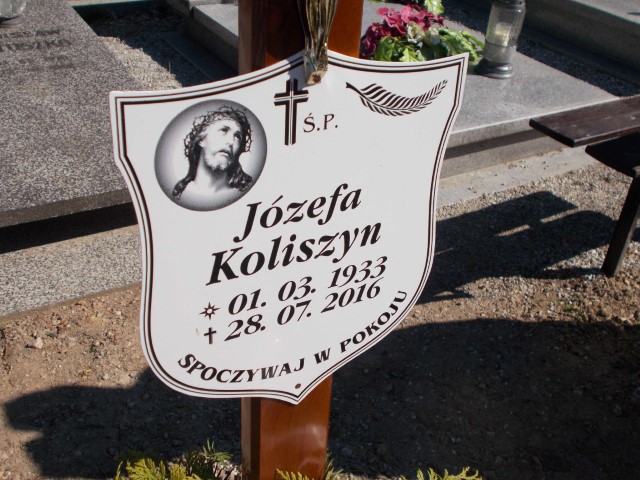 Ś.P.
Józefa
Koliszyn
01. 03. 1933
28. 07. 2016
SPOCZYWAJ W POKOJU